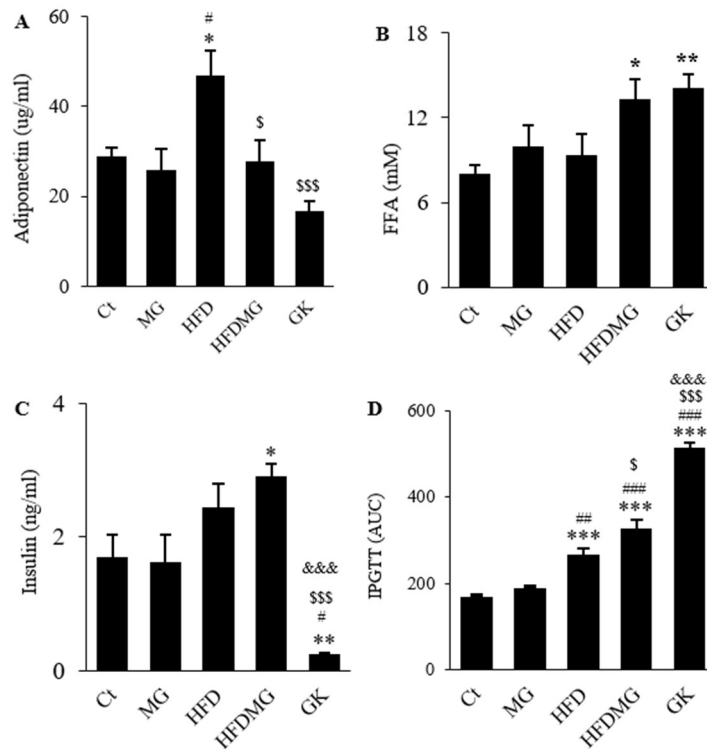 A
Adiponectin (ug/ml)
60
40
20
0
#
*
$
$$$
Ct
MG
HFD
HFDMG
GK
B
FFA (mM)
18
12
6
0
*
**
Ct
MG
HFD
HFDMG
GK
C
Insulin (ng/ml)
4
2
0
*
&&&
$$$
#
**
Ct
MG
HFD
HFDMG
GK
D
IPGTT (AUC)
600
400
200
0
##
***
$
###
***
&&&
$$$
###
***
Ct
MG
HFD
HFDMG
GK